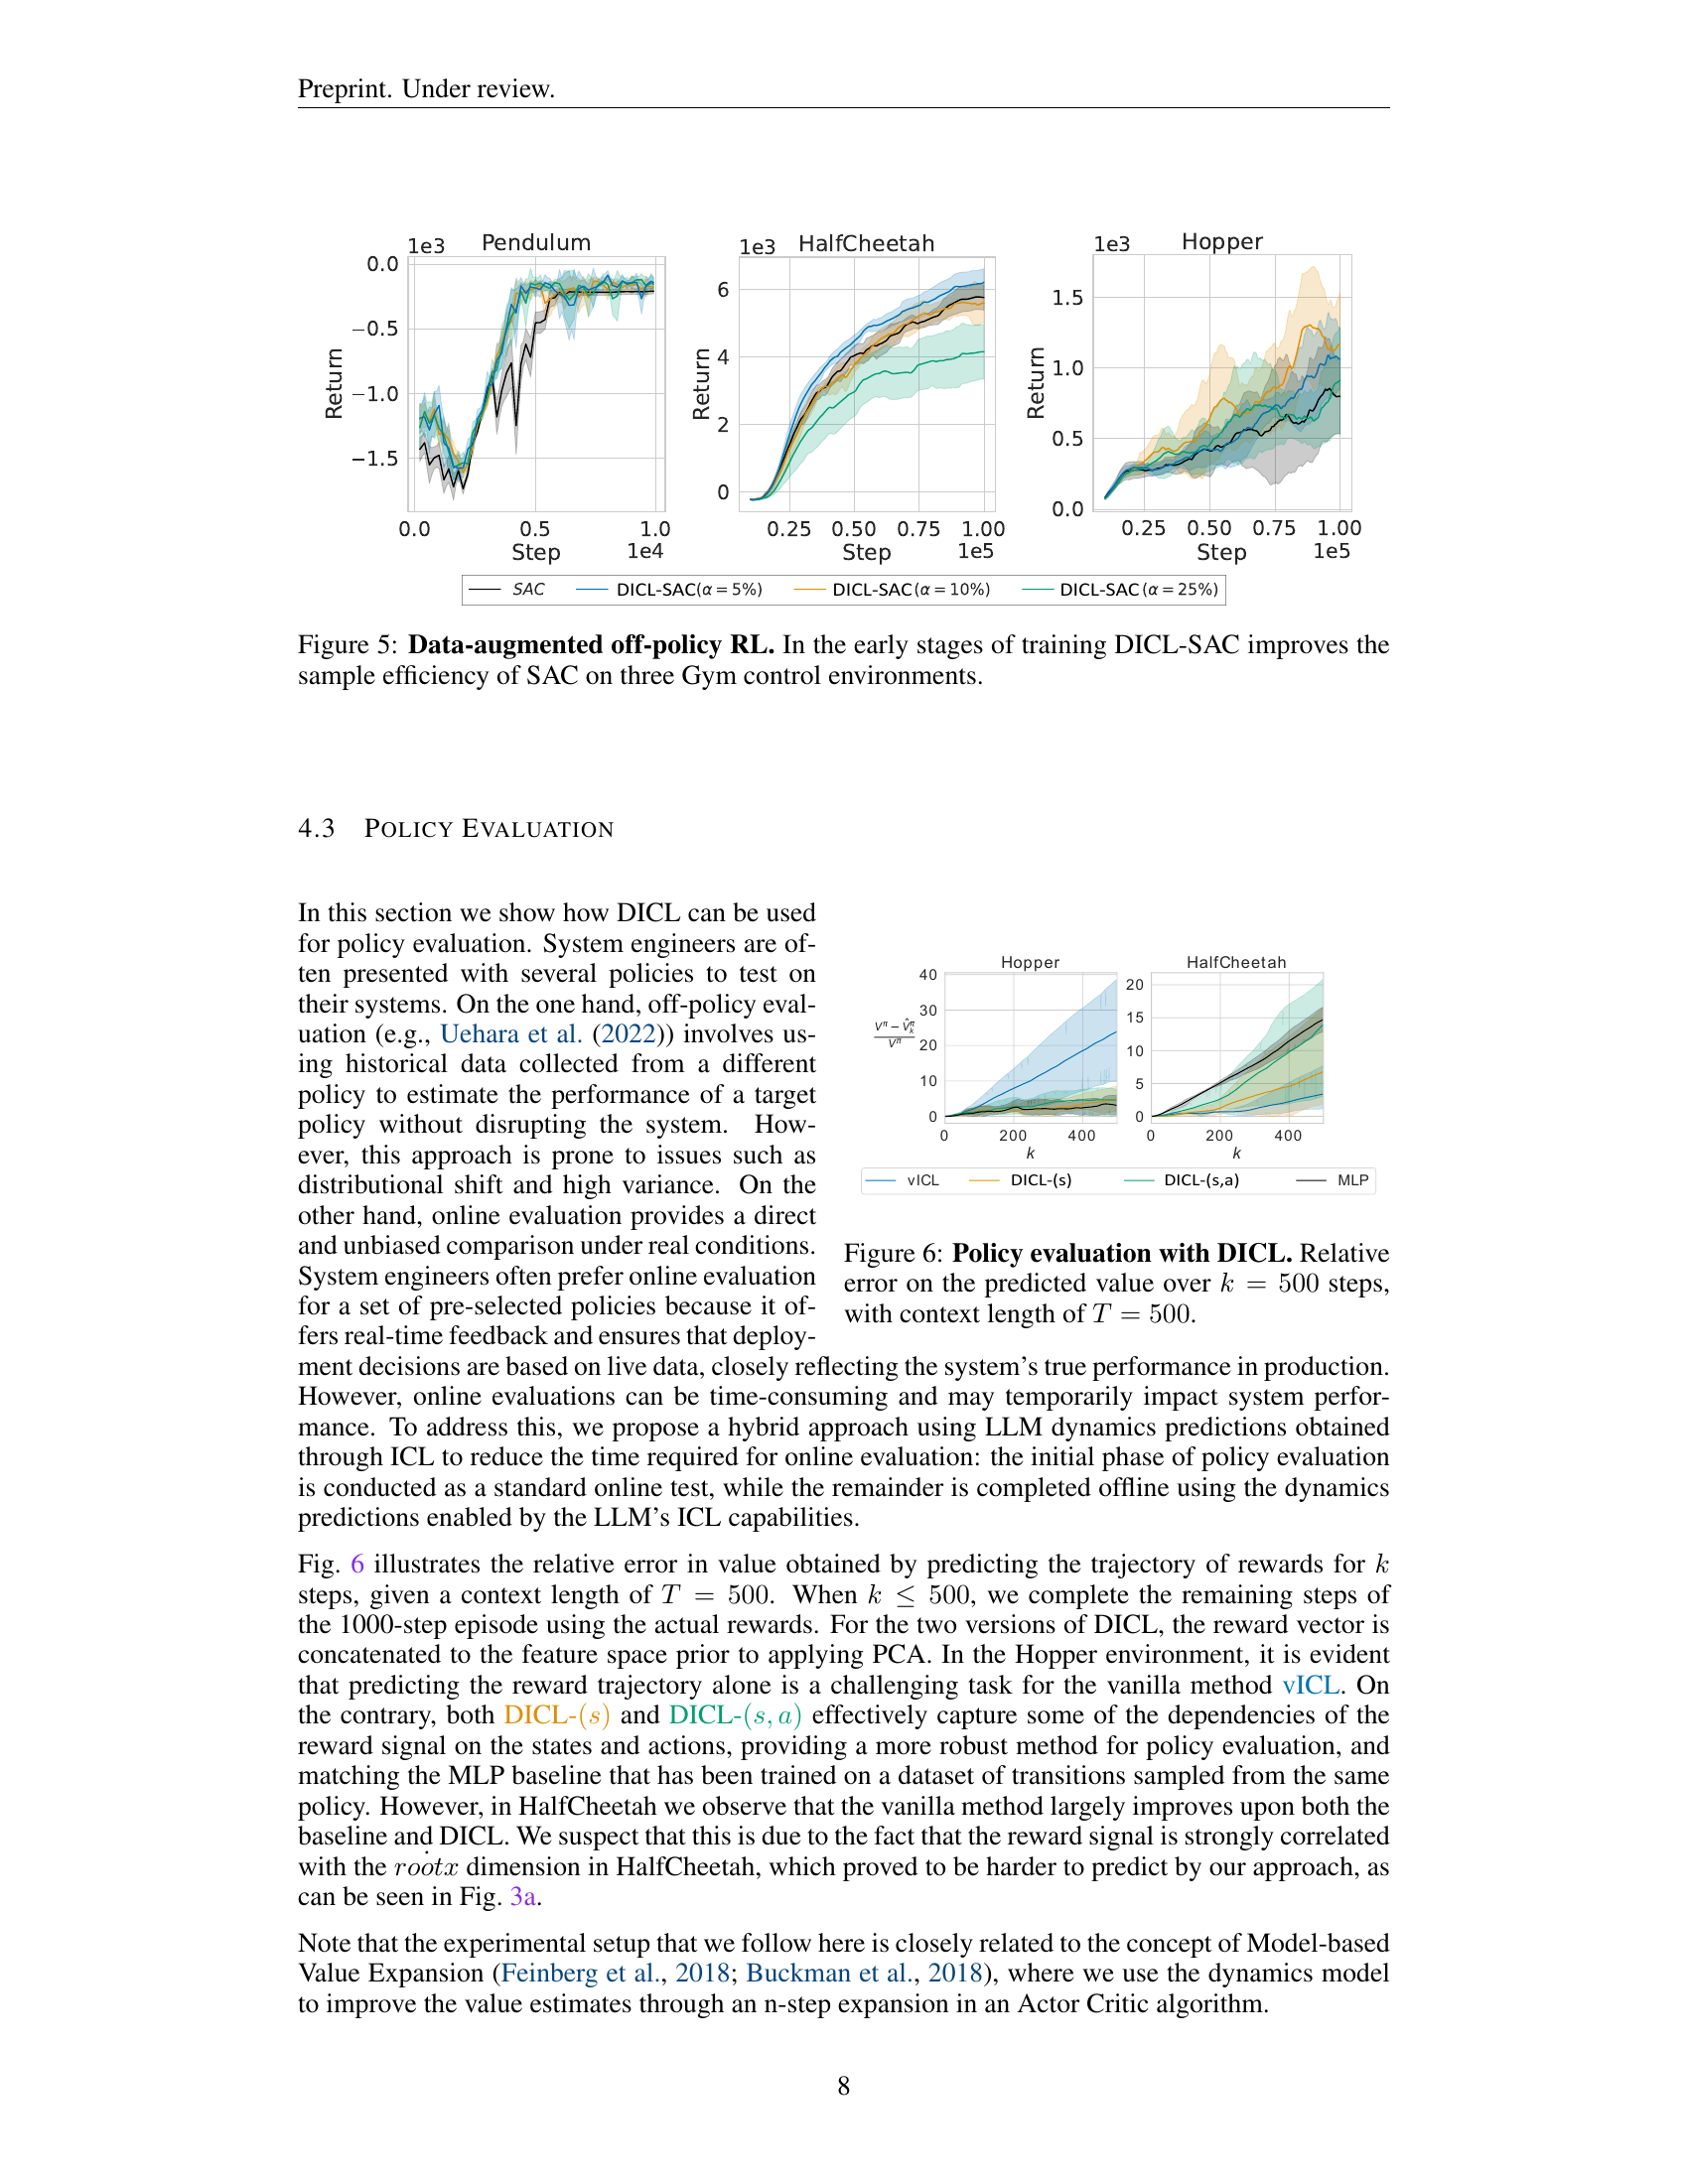 Preprint. Under review.
1e3 Pendulum
0.0
−0.5
−1.0
−1.5
Return
0.0 0.5 1.0
Step 1e4
1e3 HalfCheetah
6
4
2
0
Return
0.25 0.50 0.75 1.00
Step 1e5
1e3 Hopper
1.5
1.0
0.5
0.0
Return
0.25 0.50 0.75 1.00
Step 1e5
SAC DICL-SAC(α = 5%) DICL-SAC(α = 10%) DICL-SAC(α = 25%)
Figure 5: Data-augmented off-policy RL. In the early stages of training DICL-SAC improves the
sample efficiency of SAC on three Gym control environments.
4.3 POLICY EVALUATION
In this section we show how DICL can be used
for policy evaluation. System engineers are of-
ten presented with several policies to test on
their systems. On the one hand, off-policy eval-
uation (e.g., Uehara et al. (2022)) involves us-
ing historical data collected from a different
policy to estimate the performance of a target
policy without disrupting the system. How-
ever, this approach is prone to issues such as
distributional shift and high variance. On the
other hand, online evaluation provides a direct
and unbiased comparison under real conditions.
System engineers often prefer online evaluation
for a set of pre-selected policies because it of-
fers real-time feedback and ensures that deploy-
Hopper
40
30
20
10
0
V^π − V̂_k^π
V^π
0 200 400
k
HalfCheetah
20
15
10
5
0
0 200 400
k
vICL DICL-(s) DICL-(s,a) MLP
Figure 6: Policy evaluation with DICL. Relative
error on the predicted value over k = 500 steps,
with context length of T = 500.
ment decisions are based on live data, closely reflecting the system's true performance in production.
However, online evaluations can be time-consuming and may temporarily impact system perfor-
mance. To address this, we propose a hybrid approach using LLM dynamics predictions obtained
through ICL to reduce the time required for online evaluation: the initial phase of policy evaluation
is conducted as a standard online test, while the remainder is completed offline using the dynamics
predictions enabled by the LLM's ICL capabilities.
Fig. 6 illustrates the relative error in value obtained by predicting the trajectory of rewards for k
steps, given a context length of T = 500. When k ≤ 500, we complete the remaining steps of
the 1000-step episode using the actual rewards. For the two versions of DICL, the reward vector is
concatenated to the feature space prior to applying PCA. In the Hopper environment, it is evident
that predicting the reward trajectory alone is a challenging task for the vanilla method vICL. On
the contrary, both DICL-(s) and DICL-(s, a) effectively capture some of the dependencies of the
reward signal on the states and actions, providing a more robust method for policy evaluation, and
matching the MLP baseline that has been trained on a dataset of transitions sampled from the same
policy. However, in HalfCheetah we observe that the vanilla method largely improves upon both the
baseline and DICL. We suspect that this is due to the fact that the reward signal is strongly correlated
with the roȯtx dimension in HalfCheetah, which proved to be harder to predict by our approach, as
can be seen in Fig. 3a.
Note that the experimental setup that we follow here is closely related to the concept of Model-based
Value Expansion (Feinberg et al., 2018; Buckman et al., 2018), where we use the dynamics model
to improve the value estimates through an n-step expansion in an Actor Critic algorithm.
8